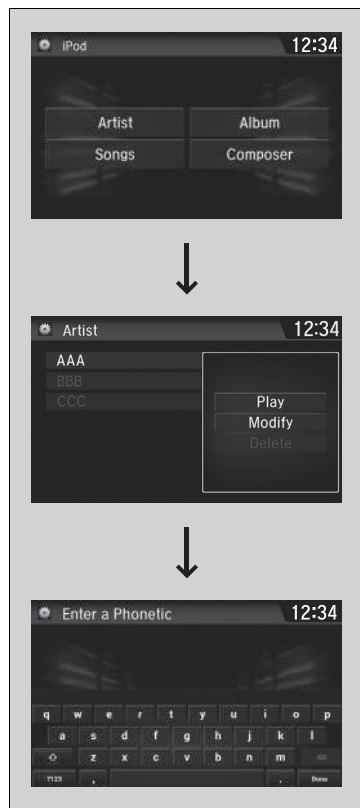 iPod 12:34
Artist Album
Songs Composer
Artist 12:34
AAA
BBB
CCC
Play
Modify
Delete
Enter a Phonetic 12:34
q w e r t y u i o p
a s d f g h j k l
z x c v b n m
?123 , . Done